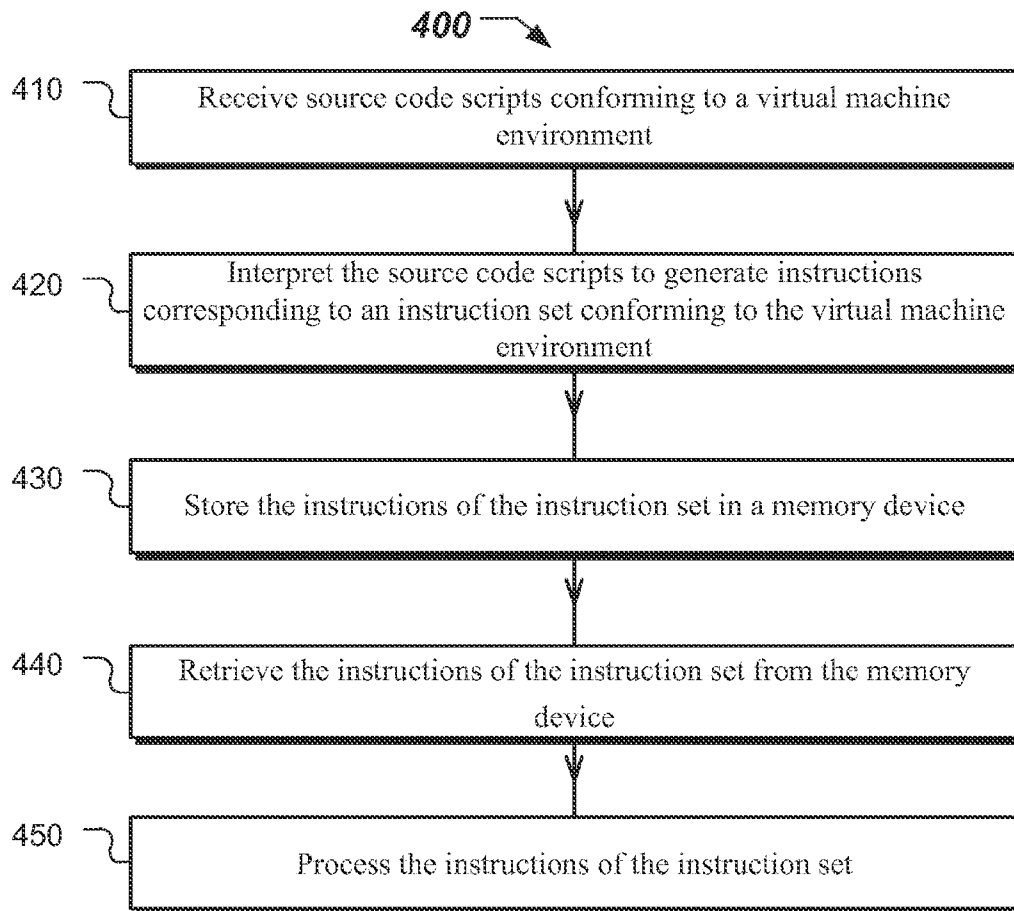 400
410
Receive source code scripts conforming to a virtual machine
environment
420
Interpret the source code scripts to generate instructions
corresponding to an instruction set conforming to the virtual machine
environment
430
Store the instructions of the instruction set in a memory device
440
Retrieve the instructions of the instruction set from the memory
device
450
Process the instructions of the instruction set